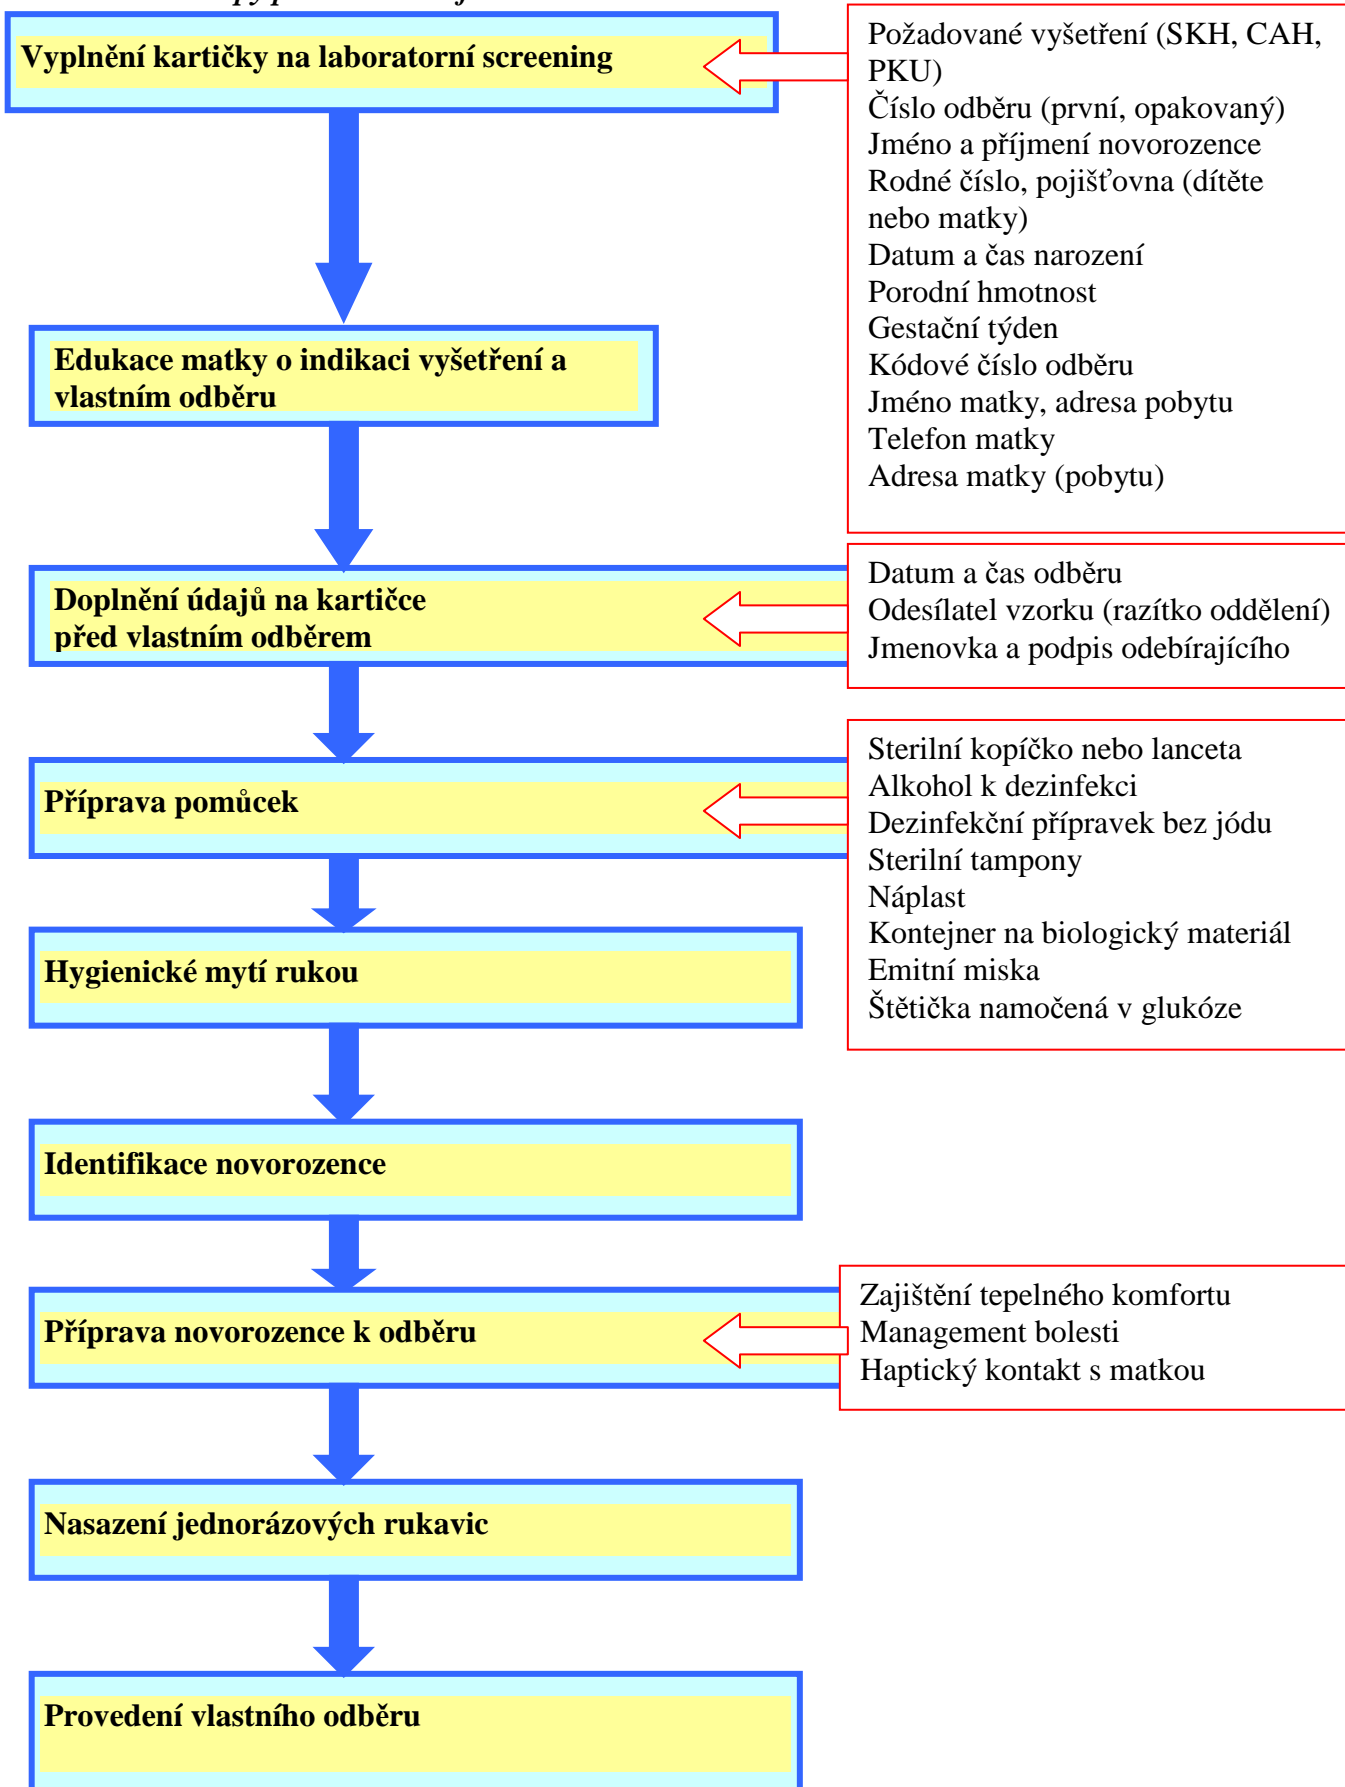 Vyplnění kartičky na laboratorní screening
Požadované vyšetření (SKH, CAH,
PKU)
Číslo odběru (první, opakovaný)
Jméno a příjmení novorozence
Rodné číslo, pojišťovna (dítěte
nebo matky)
Datum a čas narození
Porodní hmotnost
Gestační týden
Kódové číslo odběru
Jméno matky, adresa pobytu
Telefon matky
Adresa matky (pobytu)
Edukace matky o indikaci vyšetření a
vlastním odběru
Doplnění údajů na kartičce
před vlastním odběrem
Datum a čas odběru
Odesílatel vzorku (razítko oddělení)
Jmenovka a podpis odebírajícího
Příprava pomůcek
Sterilní kopíčko nebo lanceta
Alkohol k dezinfekci
Dezinfekční přípravek bez jódu
Sterilní tampony
Náplast
Kontejner na biologický materiál
Emitní miska
Štětička namočená v glukóze
Hygienické mytí rukou
Identifikace novorozence
Příprava novorozence k odběru
Zajištění tepelného komfortu
Management bolesti
Haptický kontakt s matkou
Nasazení jednorázových rukavic
Provedení vlastního odběru